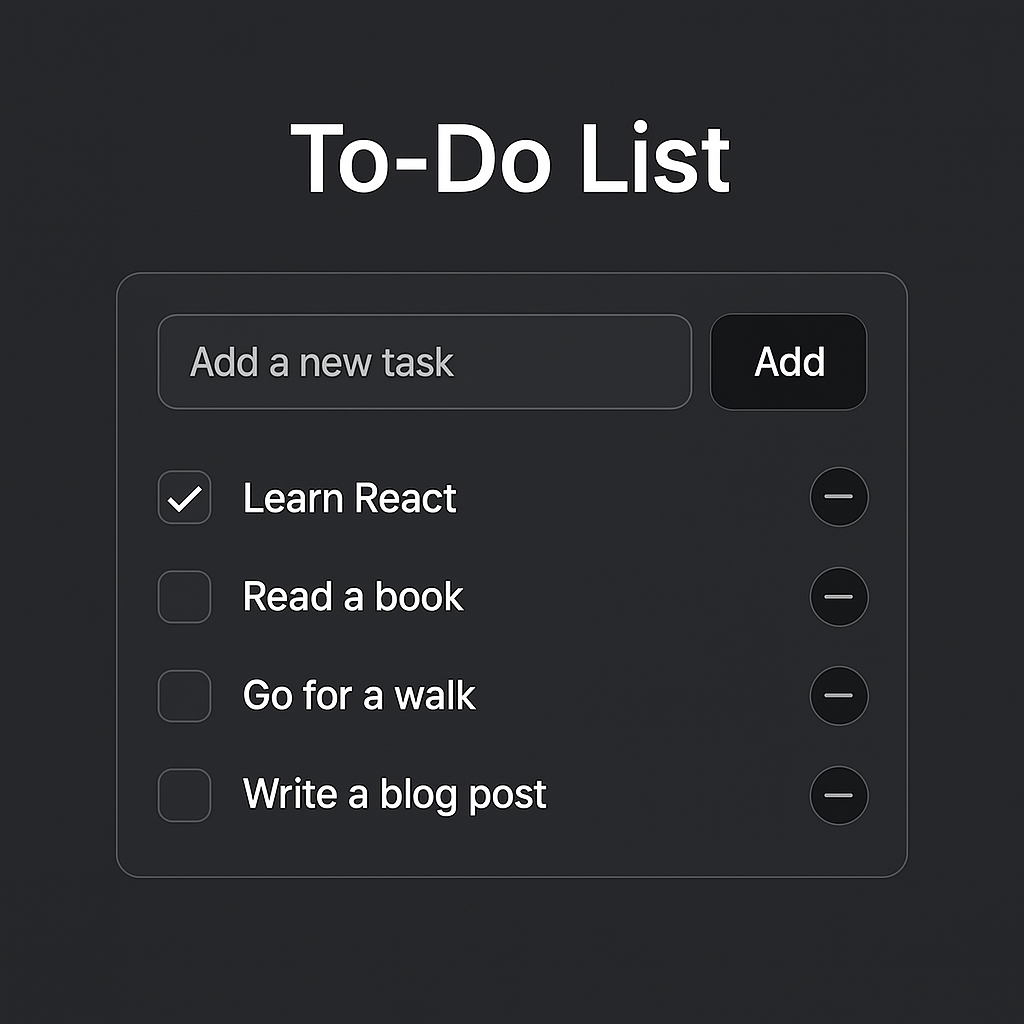 To-Do List
Add a new task
Add
Learn React
Read a book
Go for a walk
Write a blog post